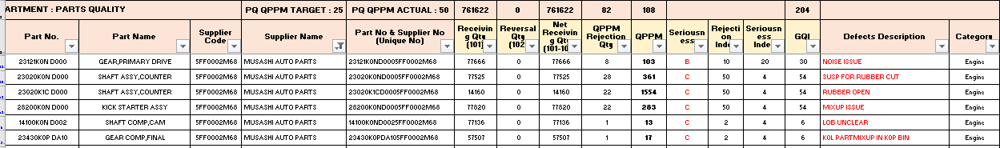 ARTMENT : PARTS QUALITY PQ QPPM TARGET : 25 PQ QPPM ACTUAL : 50 761622 0 761622 82 108 204
Part No. Part Name Supplier Code Supplier Name Part No & Supplier No (Unique No) Receiving Qty (101) Reversal Qty (102 Net Receiving Qty (101-10 QPPM Rejection Qty QPPM Seriousness Rejection Inde Seriousness Inde GQI Defects Description Category
23121K0N D000 GEAR,PRIMARY DRIVE 5FF0002M68 MUSASHI AUTO PARTS 23121K0ND0005FF0002M68 77666 0 77666 8 103 B 10 20 30 NOISE ISSUE Engine
23020K0N D000 SHAFT ASSY,COUNTER 5FF0002M68 MUSASHI AUTO PARTS 23020K0ND0005FF0002M68 77525 0 77525 28 361 C 50 4 54 SUSP FOR RUBBER CUT Engine
23020K1C D000 SHAFT ASSY,COUNTER 5FF0002M68 MUSASHI AUTO PARTS 23020K1CD0005FF0002M68 14160 0 14160 22 1554 C 50 4 54 RUBBER OPEN Engine
28200K0N D000 KICK STARTER ASSY 5FF0002M68 MUSASHI AUTO PARTS 28200K0ND0005FF0002M68 77820 0 77820 22 283 C 50 4 54 MIXUP ISSUE Engine
14100K0N D002 SHAFT COMP,CAM 5FF0002M68 MUSASHI AUTO PARTS 14100K0ND0025FF0002M68 77136 0 77136 1 13 C 2 4 6 LOB UNCLEAR Engine
23430K0P DA10 GEAR COMP,FINAL 5FF0002M68 MUSASHI AUTO PARTS 23430K0PDA105FF0002M68 57507 0 57507 1 17 C 2 4 6 K0L PARTMIXUP IN K0P BIN Engine